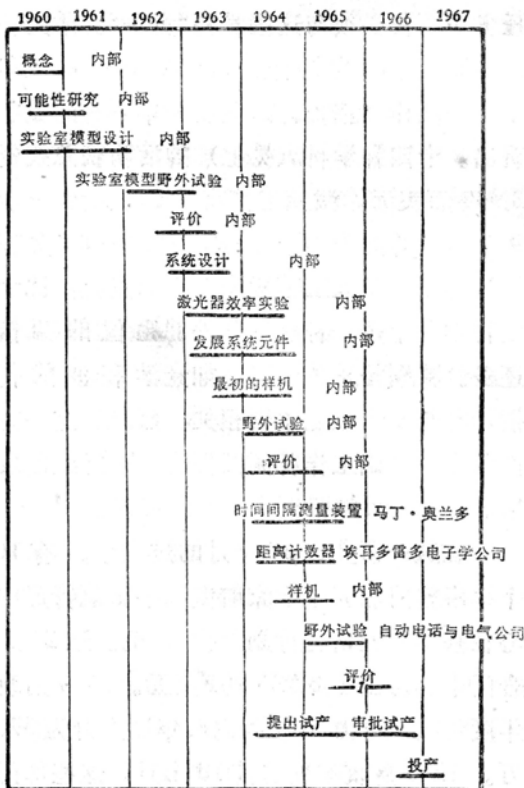 1960 1961 1962 1963 1964 1965 1966 1967
概念 内部
可能性研究 内部
实验室模型设计 内部
实验室模型野外试验 内部
评价 内部
系统设计 内部
激光器效率实验 内部
发展系统元件 内部
最初的样机 内部
野外试验 内部
评价 内部
时间间隔测量装置 马丁·奥兰多
距离计数器 埃耳多雷多电子学公司
样机 内部
野外试验 自动电话与电气公司
评价
提出试产 审批试产
投产